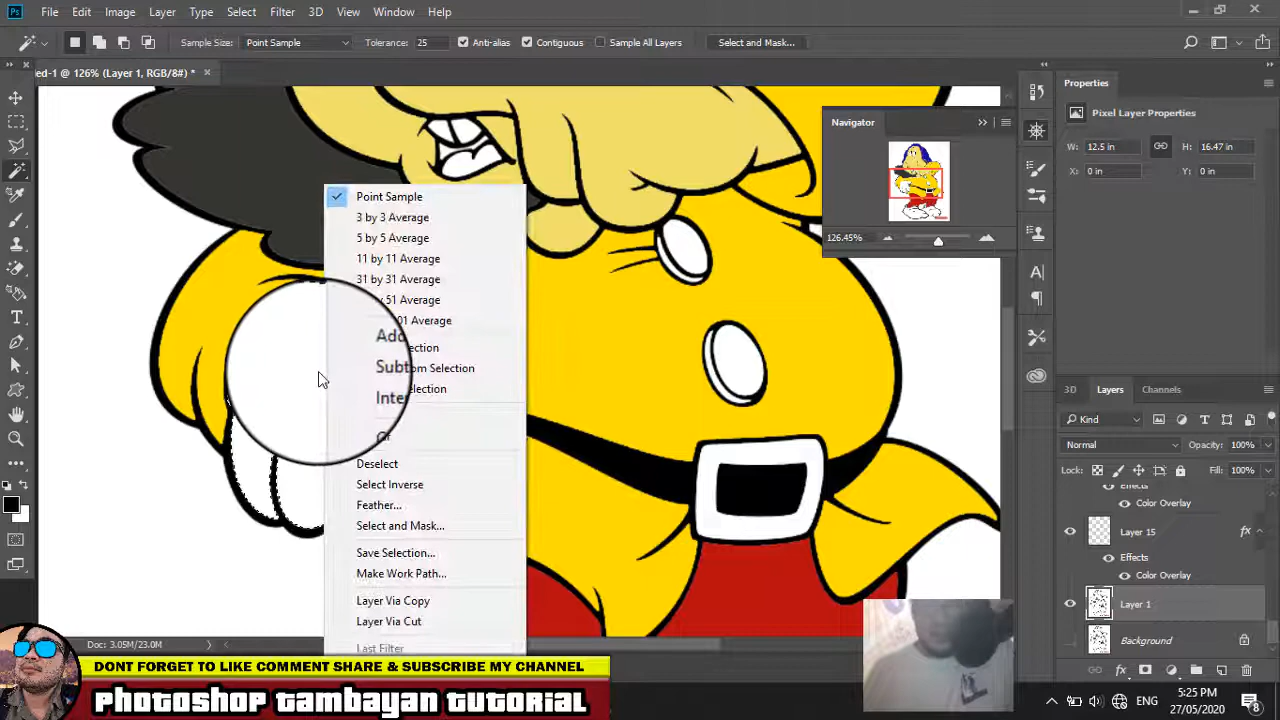 Ps File Edit Image Layer Type Select Filter 3D View Window Help
Sample Size: Point Sample Tolerance: 25 Anti-alias Contiguous Sample All Layers Select and Mask...
ed-1 @ 126% (Layer 1, RGB/8#) *
Properties
Pixel Layer Properties
W: 12.5 in H: 16.47 in
X: 0 in Y: 0 in
Navigator
126.45%
Point Sample
3 by 3 Average
5 by 5 Average
11 by 11 Average
31 by 31 Average
51 Average
01 Average
Add
ection
Subt om Selection
Inte election
Deselect
Select Inverse
Feather...
Select and Mask...
Save Selection...
Make Work Path...
Layer Via Copy
Layer Via Cut
Last Filter
3D Layers Channels
Kind
Normal Opacity: 100%
Lock: Fill: 100%
Effects
Color Overlay
Layer 15 fx
Effects
Color Overlay
Layer 1
Background
Doc: 3.05M/23.0M
DONT FORGET TO LIKE COMMENT SHARE & SUBSCRIBE MY CHANNEL
PHOTOSHOP TAMBAYAN TUTORIAL
ENG
5:25 PM
27/05/2020
8